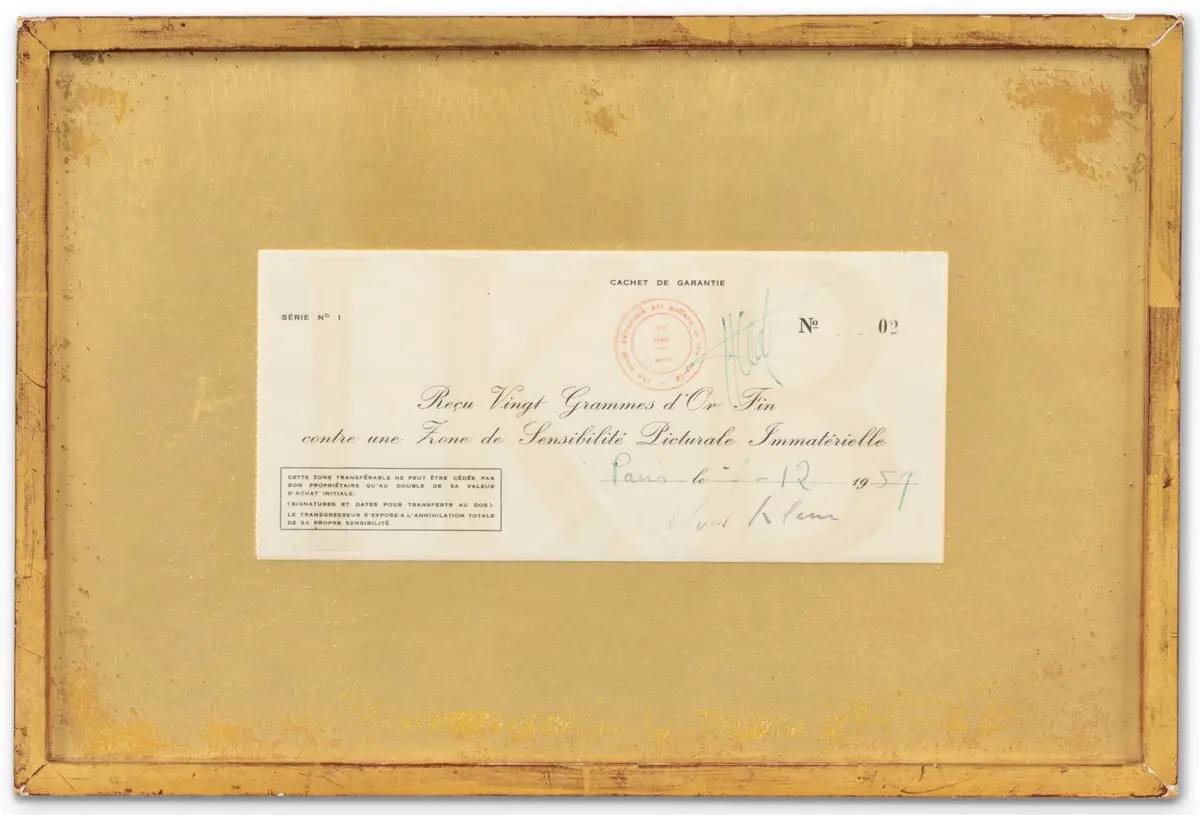 CACHET DE GARANTIE
SÉRIE Nº 1
Nº 02
Reçu Vingt Grammes d'Or Fin
contre une Zone de Sensibilité Picturale Immatérielle
Paris le -12 1959
Yves Klein
CETTE ZONE TRANSFÉRABLE NE PEUT ÊTRE CÉDÉE PAR
SON PROPRIÉTAIRE QU'AU DOUBLE DE SA VALEUR
D'ACHAT INITIALE.
(SIGNATURES ET DATES POUR TRANSFERTS AU DOS)
LE TRANSGRESSEUR S'EXPOSE A L'ANNIHILATION TOTALE
DE SA PROPRE SENSIBILITÉ